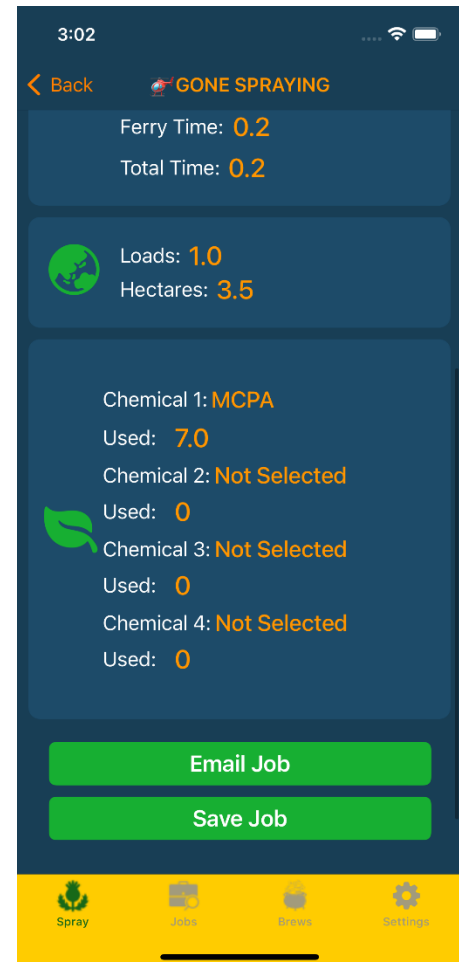 3:02
Back
GONE SPRAYING
Ferry Time: 0.2
Total Time: 0.2
Loads: 1.0
Hectares: 3.5
Chemical 1: MCPA
Used: 7.0
Chemical 2: Not Selected
Used: 0
Chemical 3: Not Selected
Used: 0
Chemical 4: Not Selected
Used: 0
Email Job
Save Job
Spray
Jobs
Brews
Settings